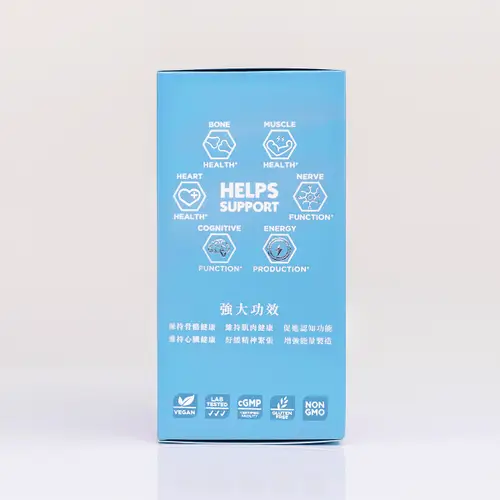 BONE
HEALTH*
MUSCLE
HEALTH*
HEART
HEALTH*
HELPS
SUPPORT
NERVE
FUNCTION*
COGNITIVE
FUNCTION*
ENERGY
PRODUCTION*
強大功效
維持骨骼健康 維持肌肉健康 促進認知功能
維持心臟健康 舒緩精神緊張 增強能量製造
VEGAN
LAB
TESTED
cGMP
GLUTEN
FREE
NON
GMO